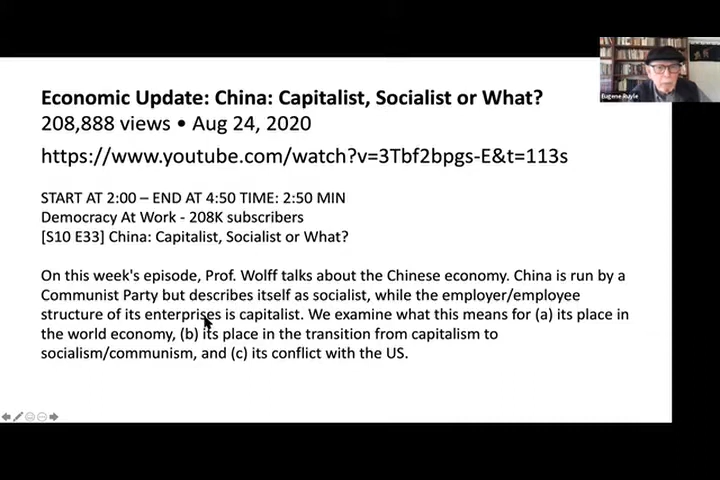 Economic Update: China: Capitalist, Socialist or What?
208,888 views • Aug 24, 2020
https://www.youtube.com/watch?v=3Tbf2bpgs-E&t=113s
START AT 2:00 – END AT 4:50 TIME: 2:50 MIN
Democracy At Work - 208K subscribers
[S10 E33] China: Capitalist, Socialist or What?
On this week's episode, Prof. Wolff talks about the Chinese economy. China is run by a
Communist Party but describes itself as socialist, while the employer/employee
structure of its enterprises is capitalist. We examine what this means for (a) its place in
the world economy, (b) its place in the transition from capitalism to
socialism/communism, and (c) its conflict with the US.
Eugene Ruyle